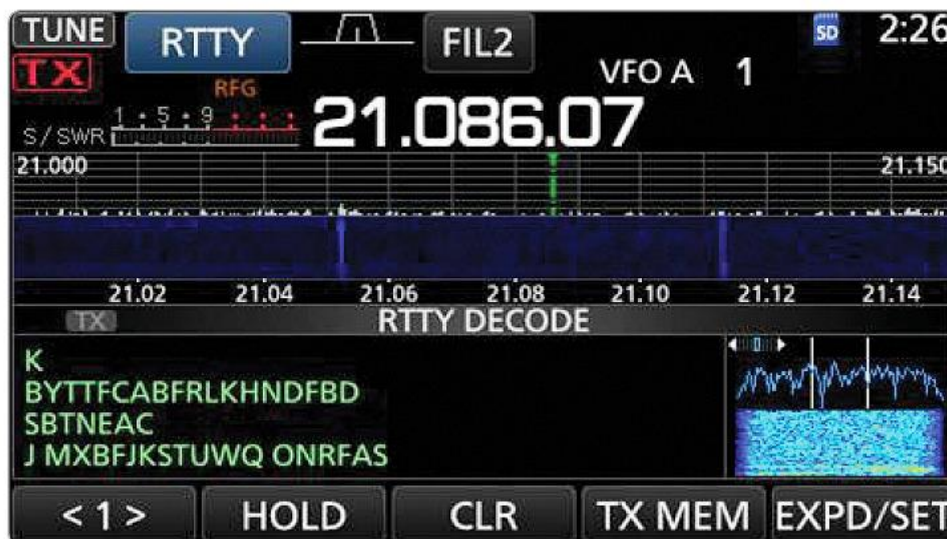 TUNE RTTY FIL2 SD 2:26
TX RFG VFO A 1
S/SWR 1 • 5 • 9 21.086.07
21.000 21.150
21.02 21.04 21.06 21.08 21.10 21.12 21.14
TX RTTY DECODE
K
BYTTFCABFRLKHNDFBD
SBTNEAC
J MXBFJKSTUWQ ONRFAS
< 1 > HOLD CLR TX MEM EXPD/SET